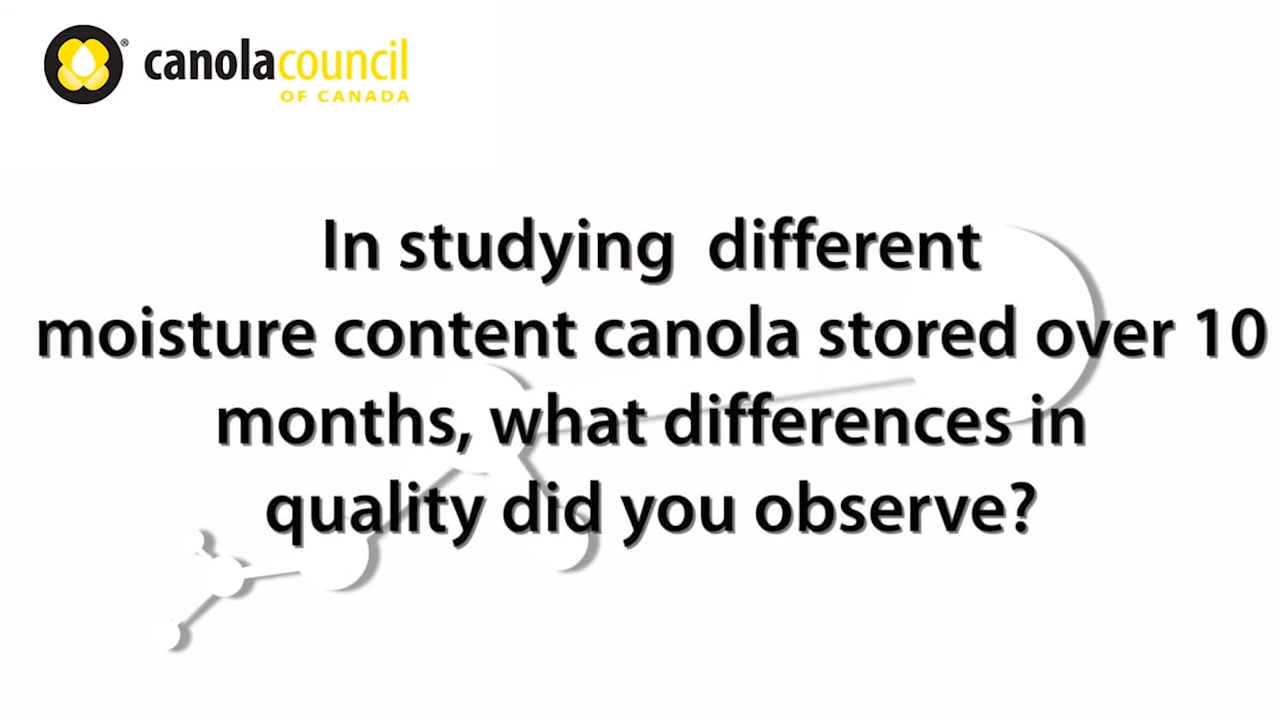 canolacouncil
OF CANADA
In studying different
moisture content canola stored over 10
months, what differences in
quality did you observe?